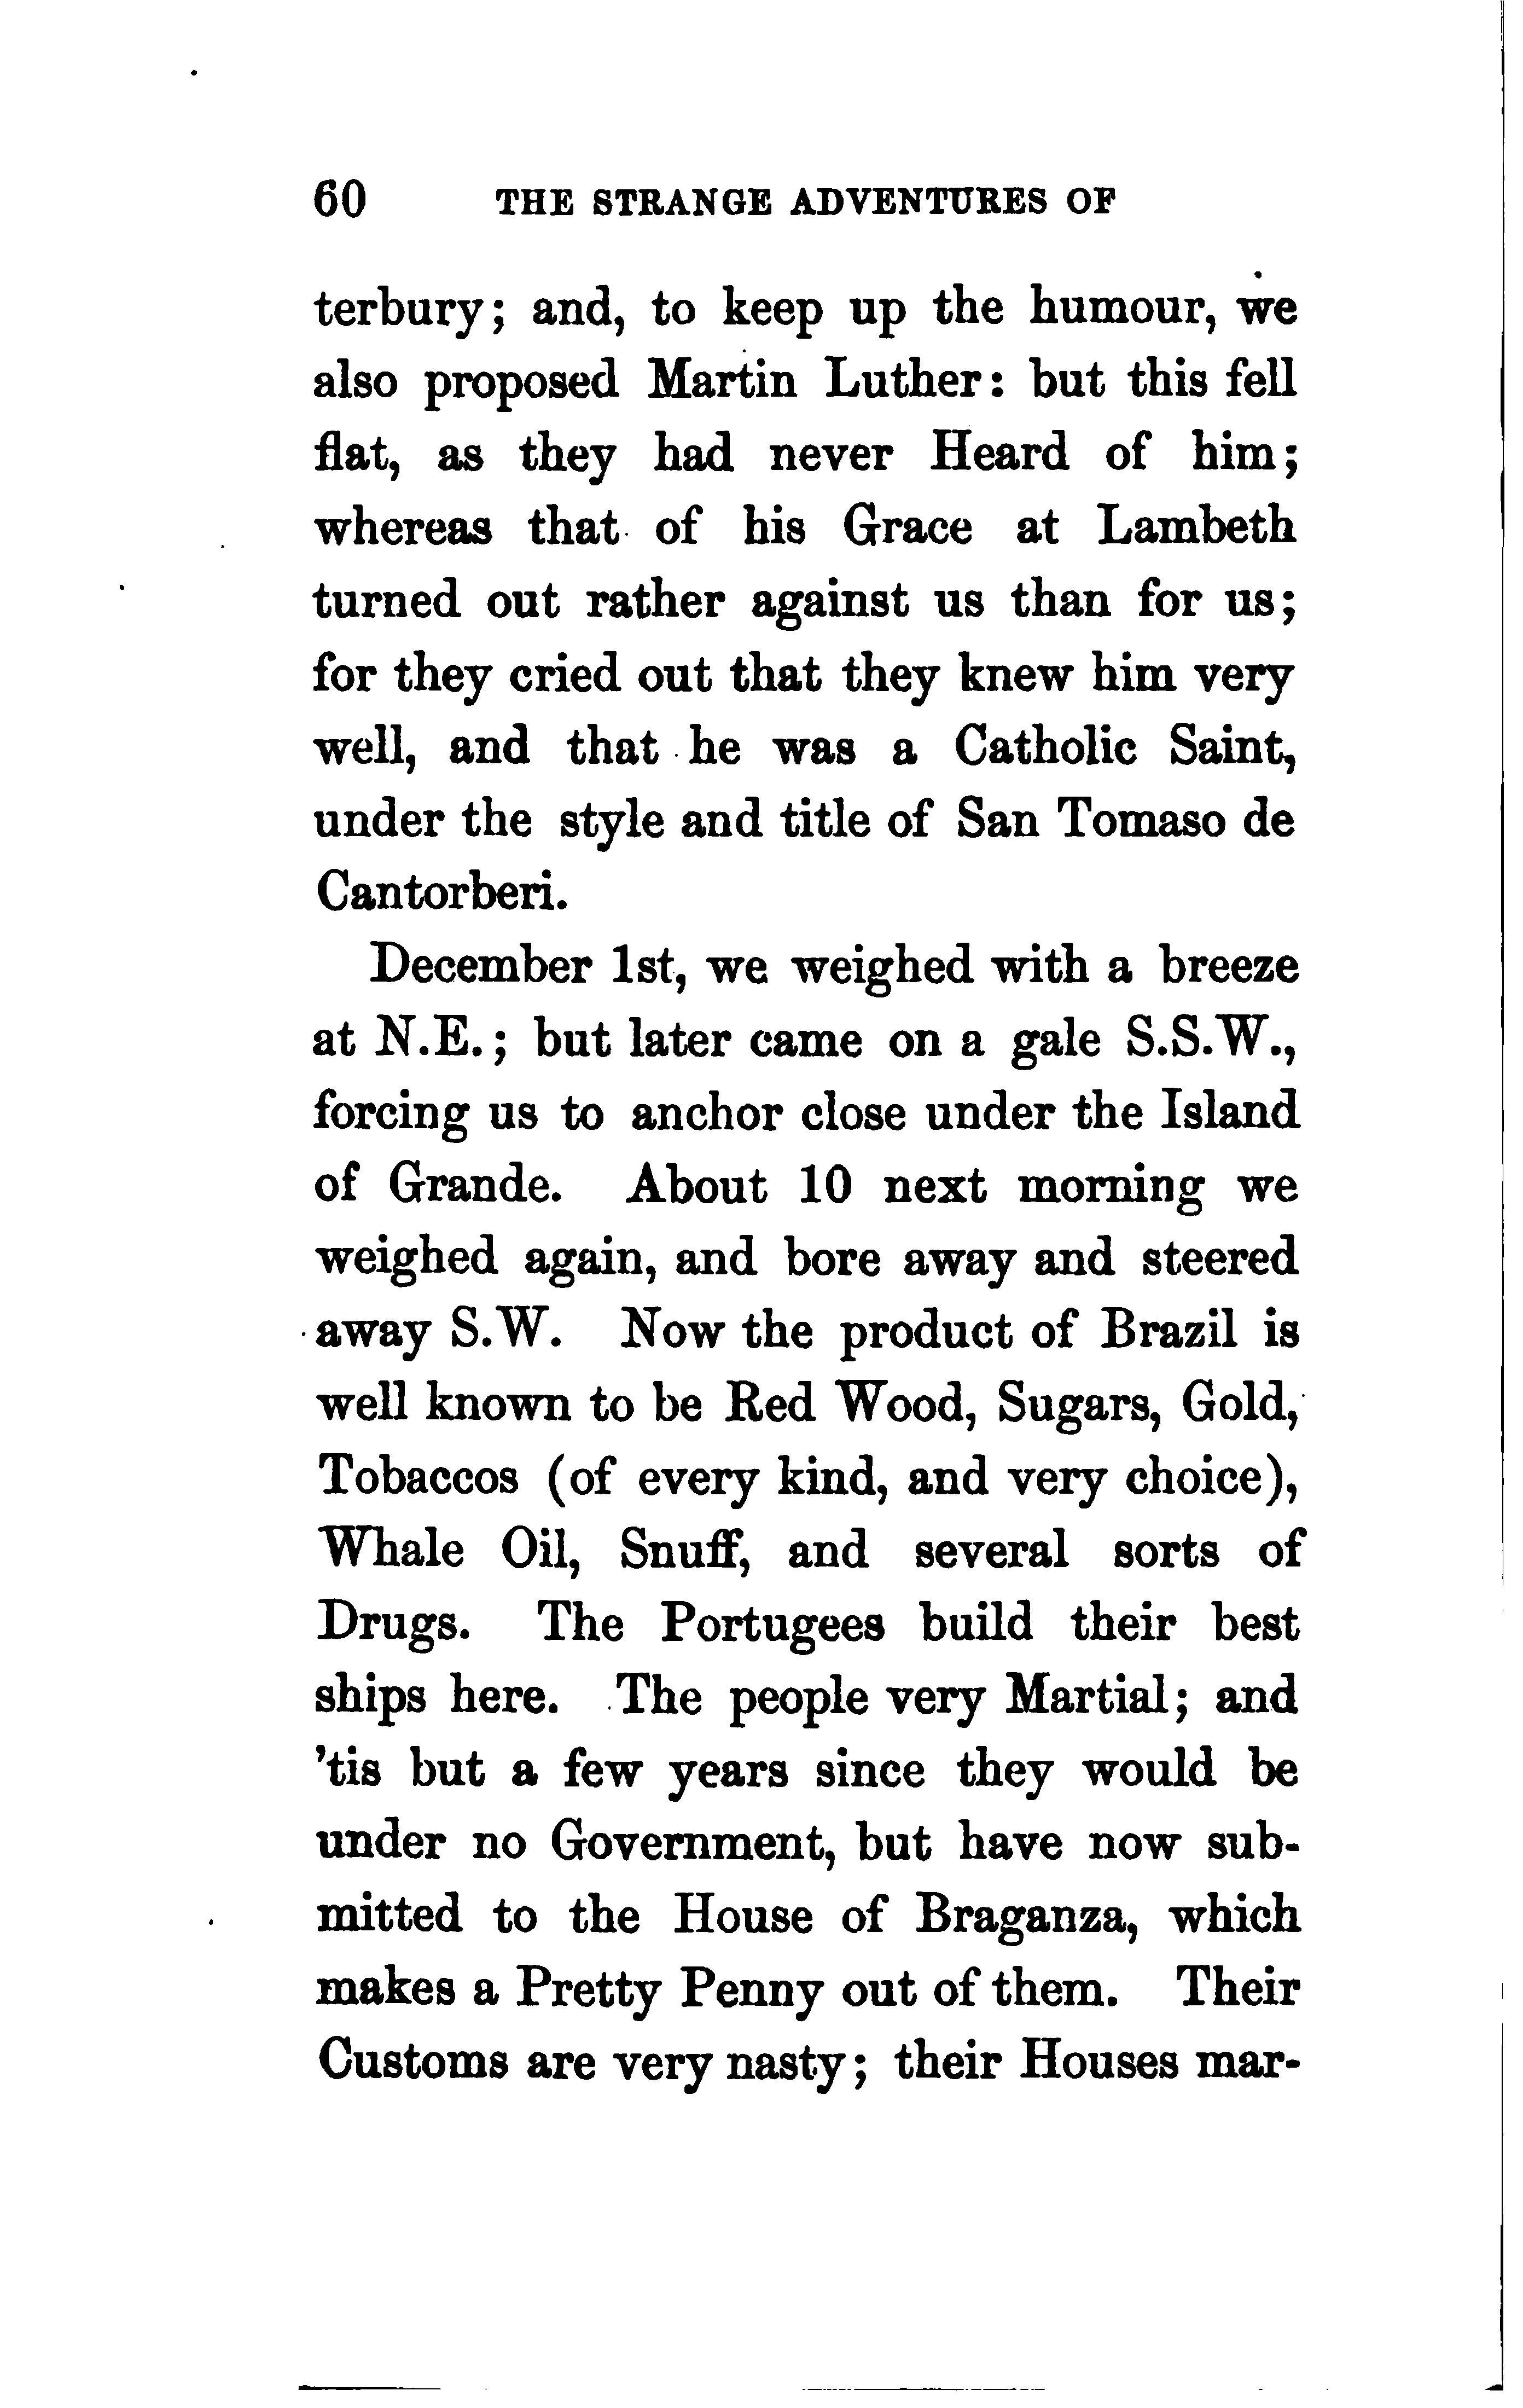 60 THE STRANGE ADVENTURES OF
terbury; and, to keep up the humour, we
also proposed Martin Luther: but this fell
flat, as they had never Heard of him;
whereas that of his Grace at Lambeth
turned out rather against us than for us;
for they cried out that they knew him very
well, and that he was a Catholic Saint,
under the style and title of San Tomaso de
Cantorberi.
December 1st, we weighed with a breeze
at N.E.; but later came on a gale S.S.W.,
forcing us to anchor close under the Island
of Grande. About 10 next morning we
weighed again, and bore away and steered
away S.W. Now the product of Brazil is
well known to be Red Wood, Sugars, Gold,
Tobaccos (of every kind, and very choice),
Whale Oil, Snuff, and several sorts of
Drugs. The Portugees build their best
ships here. The people very Martial; and
'tis but a few years since they would be
under no Government, but have now sub-
mitted to the House of Braganza, which
makes a Pretty Penny out of them. Their
Customs are very nasty; their Houses mar-